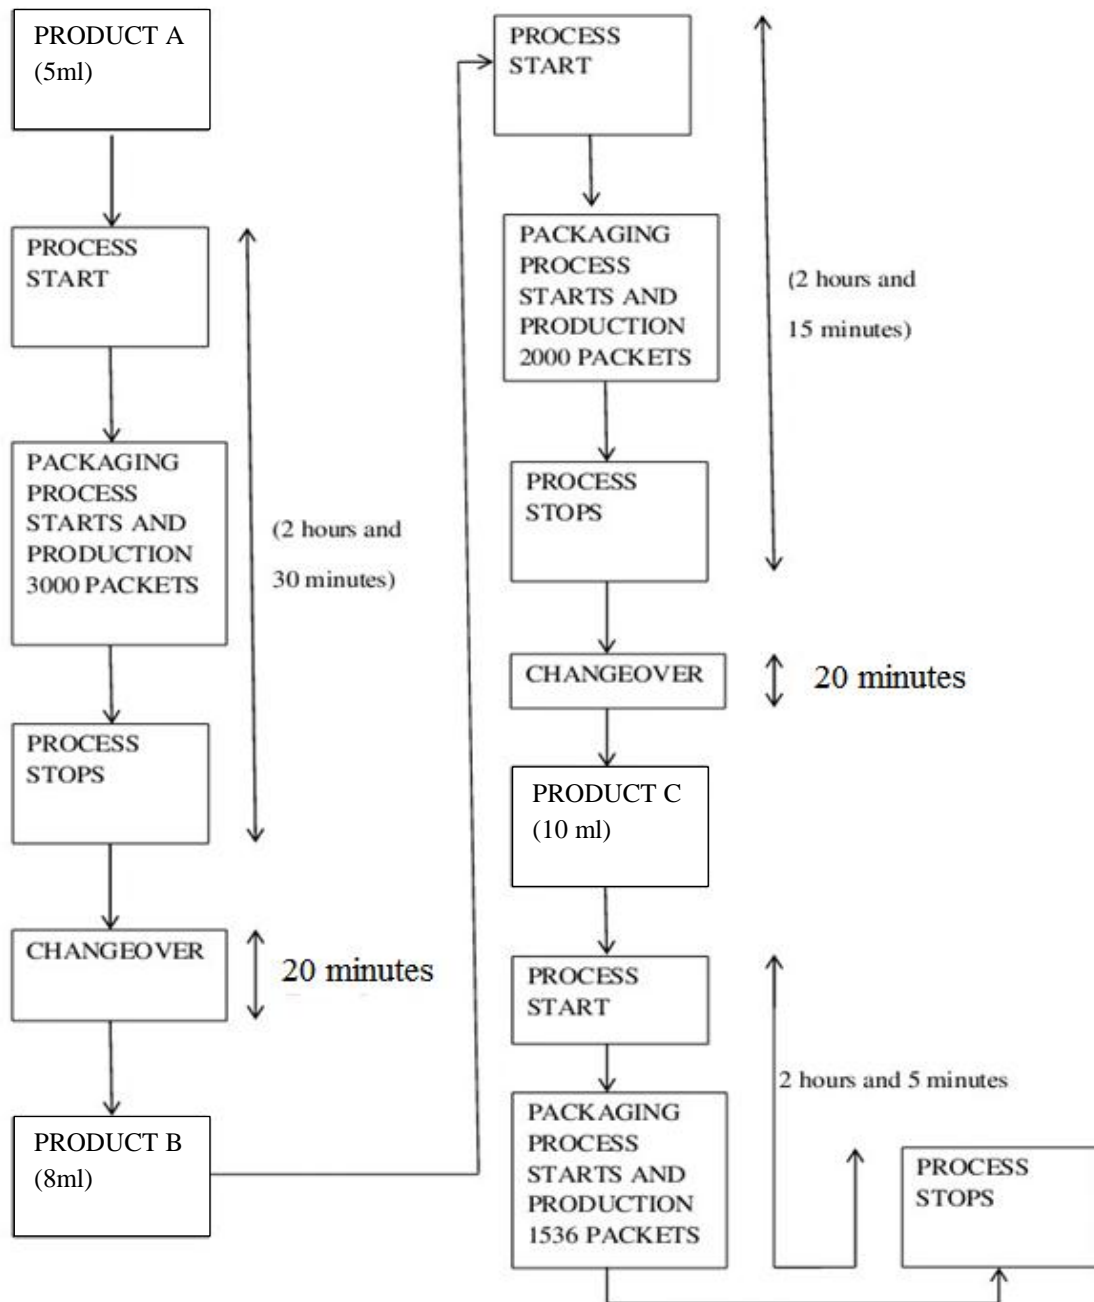 PRODUCT A
(5ml)
PROCESS
START
PACKAGING
PROCESS
STARTS AND
PRODUCTION
3000 PACKETS
(2 hours and
30 minutes)
PROCESS
STOPS
CHANGEOVER
20 minutes
PRODUCT B
(8ml)
PROCESS
START
PACKAGING
PROCESS
STARTS AND
PRODUCTION
2000 PACKETS
(2 hours and
15 minutes)
PROCESS
STOPS
CHANGEOVER
20 minutes
PRODUCT C
(10 ml)
PROCESS
START
2 hours and 5 minutes
PACKAGING
PROCESS
STARTS AND
PRODUCTION
1536 PACKETS
PROCESS
STOPS